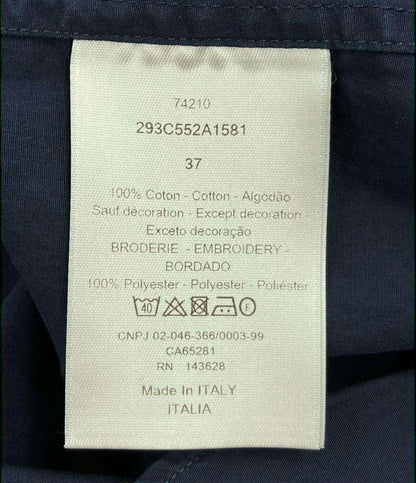 74210
293C552A1581
37
100% Coton - Cotton - Algodão
Sauf décoration - Except decoration -
Exceto decoração
BRODERIE - EMBROIDERY -
BORDADO
100% Polyester - Polyester - Poliéster
40 F
CNPJ 02-046-366/0003-99
CA65281
RN : 143628
Made In ITALY
ITALIA